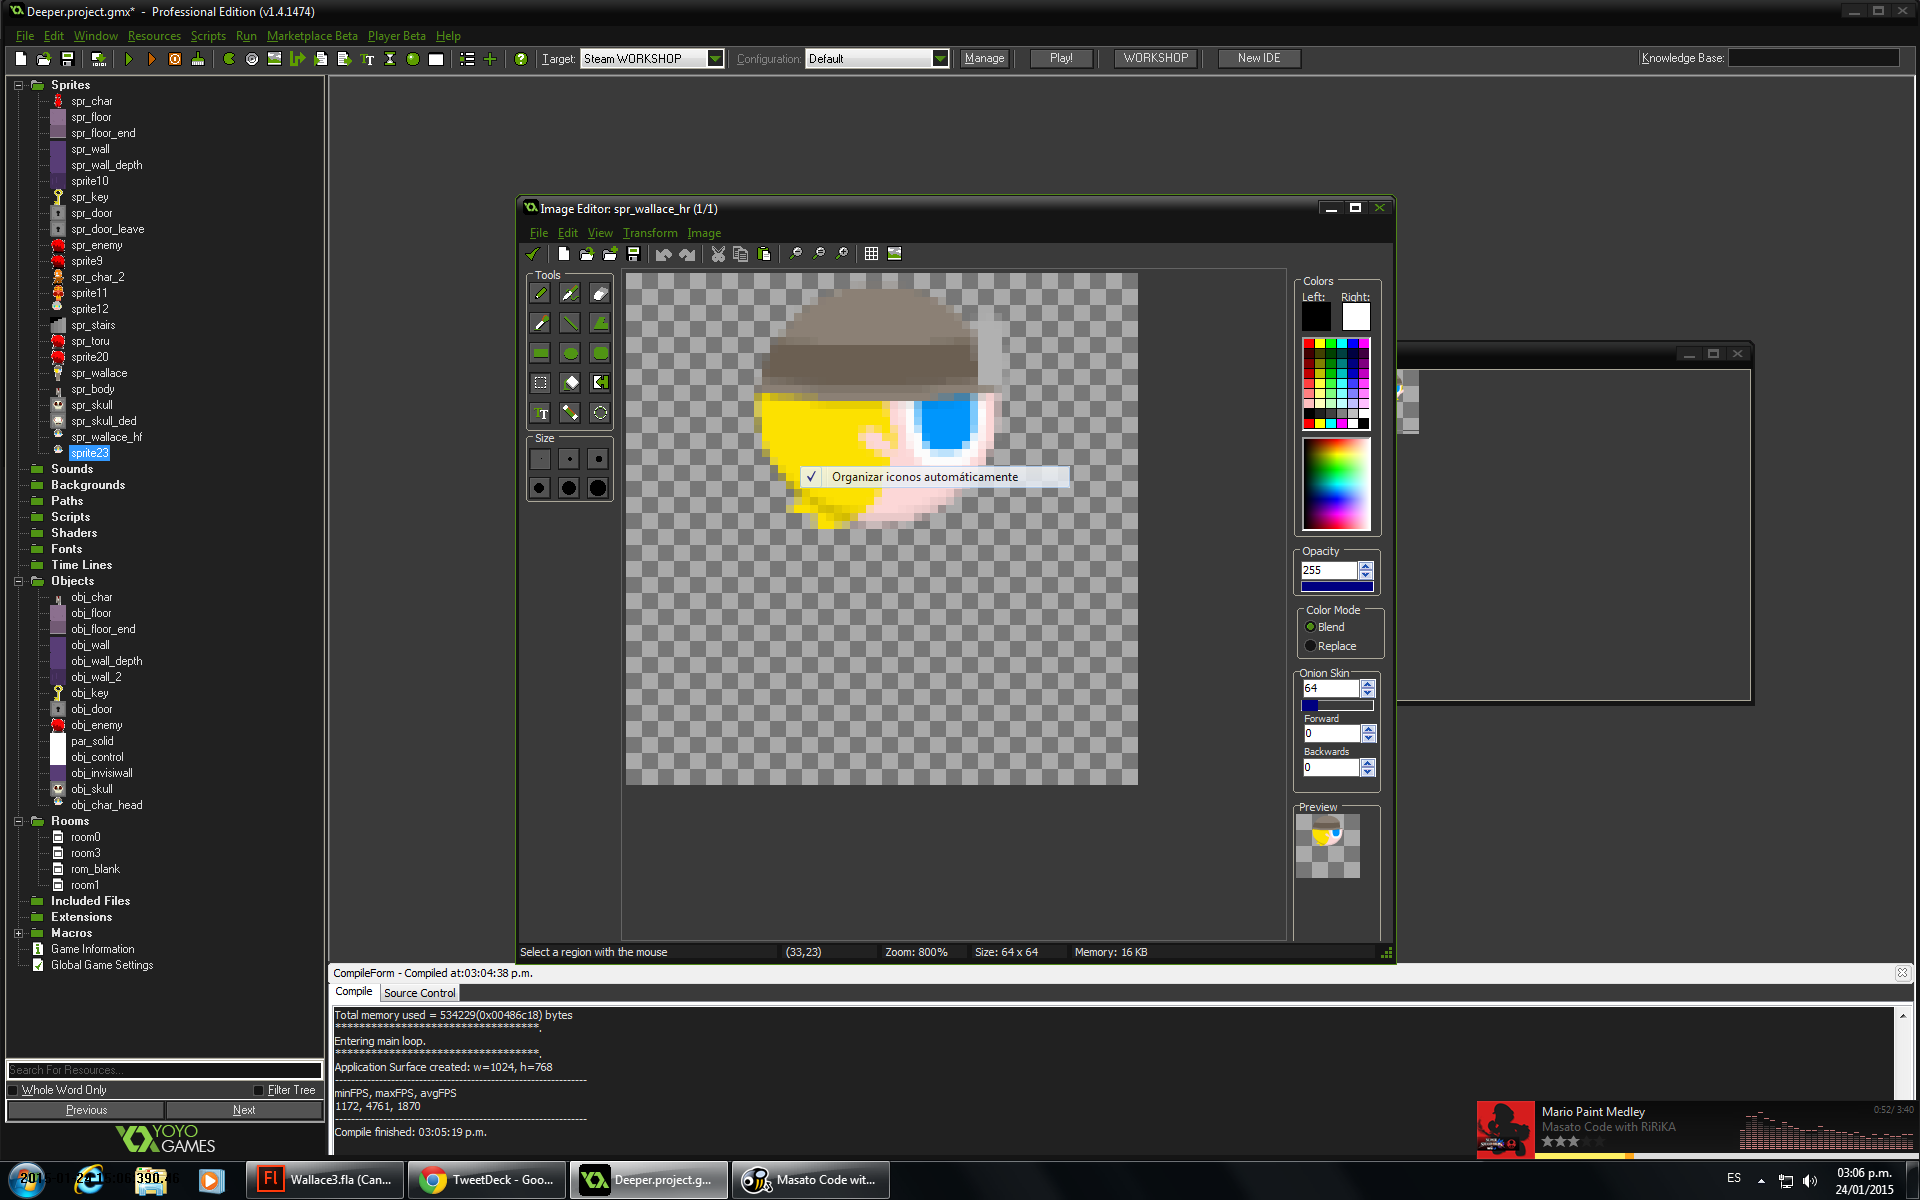 Deeper.project.gmx* - Professional Edition (v1.4.1474)
File Edit Window Resources Scripts Run Marketplace Beta Player Beta Help
Target: Steam WORKSHOP Configuration: Default Manage Play! WORKSHOP New IDE Knowledge Base:
Sprites
spr_char
spr_floor
spr_floor_end
spr_wall
spr_wall_depth
sprite10
spr_key
spr_door
spr_door_leave
spr_enemy
sprite9
spr_char_2
sprite11
sprite12
spr_stairs
spr_toru
sprite20
spr_wallace
spr_body
spr_skull
spr_skull_ded
spr_wallace_hf
sprite23
Sounds
Backgrounds
Paths
Scripts
Shaders
Fonts
Time Lines
Objects
obj_char
obj_floor
obj_floor_end
obj_wall
obj_wall_depth
obj_wall_2
obj_key
obj_door
obj_enemy
par_solid
obj_control
obj_invisiwall
obj_skull
obj_char_head
Rooms
room0
room3
rom_blank
room1
Included Files
Extensions
Macros
Game Information
Global Game Settings
Search For Resources...
Whole Word Only Filter Tree
Previous Next
YOYO
GAMES
Image Editor: spr_wallace_hr (1/1)
File Edit View Transform Image
Tools
Size
Organizar iconos automáticamente
Colors
Left: Right:
Opacity
255
Color Mode
Blend
Replace
Onion Skin
64
Forward
0
Backwards
0
Preview
Select a region with the mouse (33,23) Zoom: 800% Size: 64 x 64 Memory: 16 KB
CompileForm - Compiled at:03:04:38 p.m.
Compile Source Control
Total memory used = 534229(0x00486c18) bytes
**********************************.
Entering main loop.
**********************************.
Application Surface created: w=1024, h=768
------------------------------------------------------------
minFPS, maxFPS, avgFPS
1172, 4761, 1870
------------------------------------------------------------
Compile finished: 03:05:19 p.m.
Mario Paint Medley 0:52/ 3:40
Masato Code with RiRiKA
Wallace3.fla (Can... TweetDeck - Goo... Deeper.project.g... Masato Code wit... ES 03:06 p.m.
24/01/2015